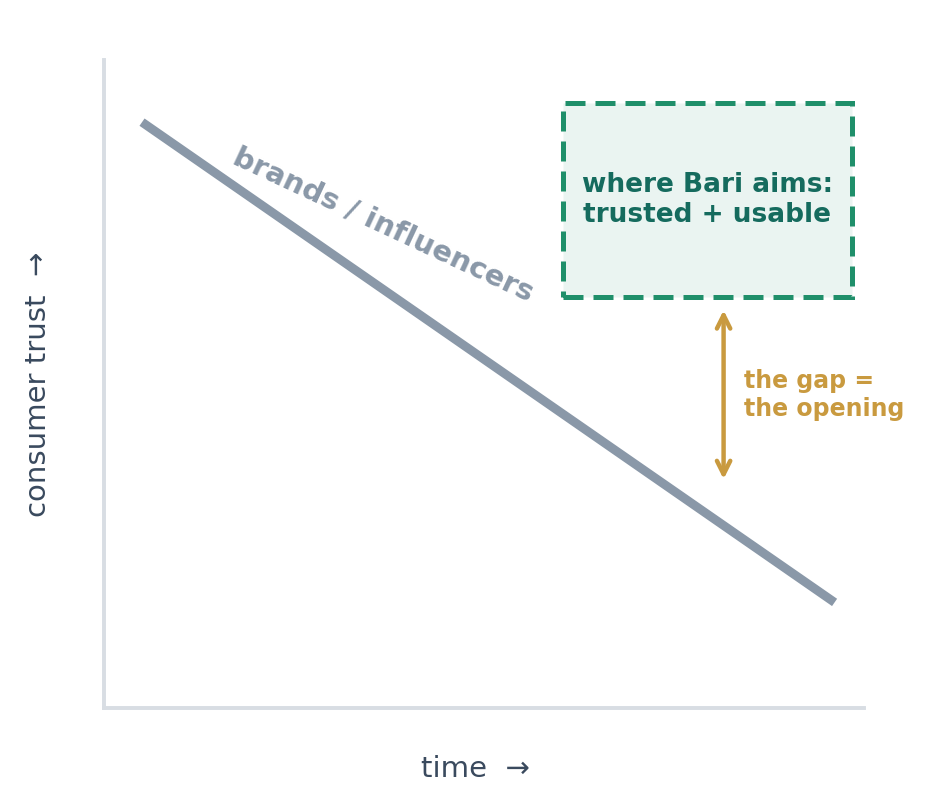 brands / influencers
where Bari aims:
trusted + usable
the gap =
the opening
consumer trust →
time →